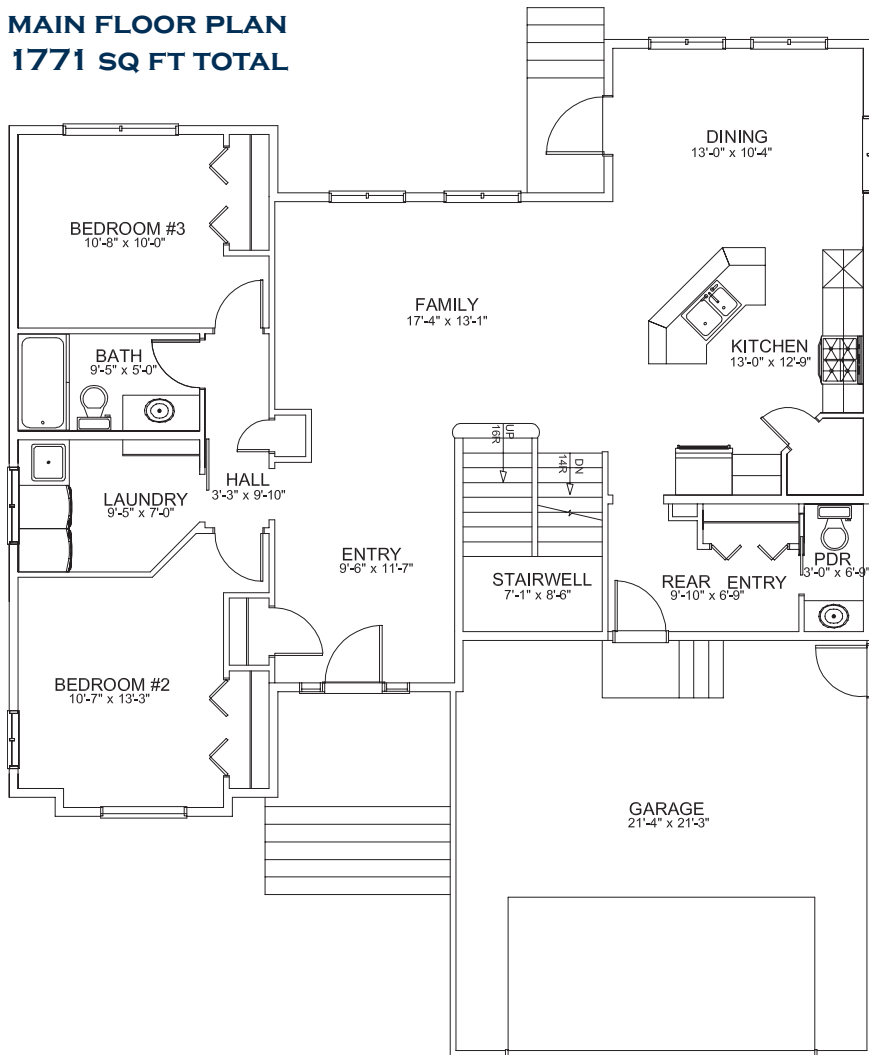 MAIN FLOOR PLAN
1771 SQ FT TOTAL
DINING
13'-0" x 10'-4"
BEDROOM #3
10'-8" x 10'-0"
FAMILY
17'-4" x 13'-1"
BATH
9'-5" x 5'-0"
KITCHEN
13'-0" x 12'-9"
UP
16R
DN
14R
HALL
3'-3" x 9'-10"
LAUNDRY
9'-5" x 7'-0"
ENTRY
9'-6" x 11'-7"
STAIRWELL
7'-1" x 8'-6"
REAR ENTRY
9'-10" x 6'-9"
PDR
3'-0" x 6'-9"
BEDROOM #2
10'-7" x 13'-3"
GARAGE
21'-4" x 21'-3"